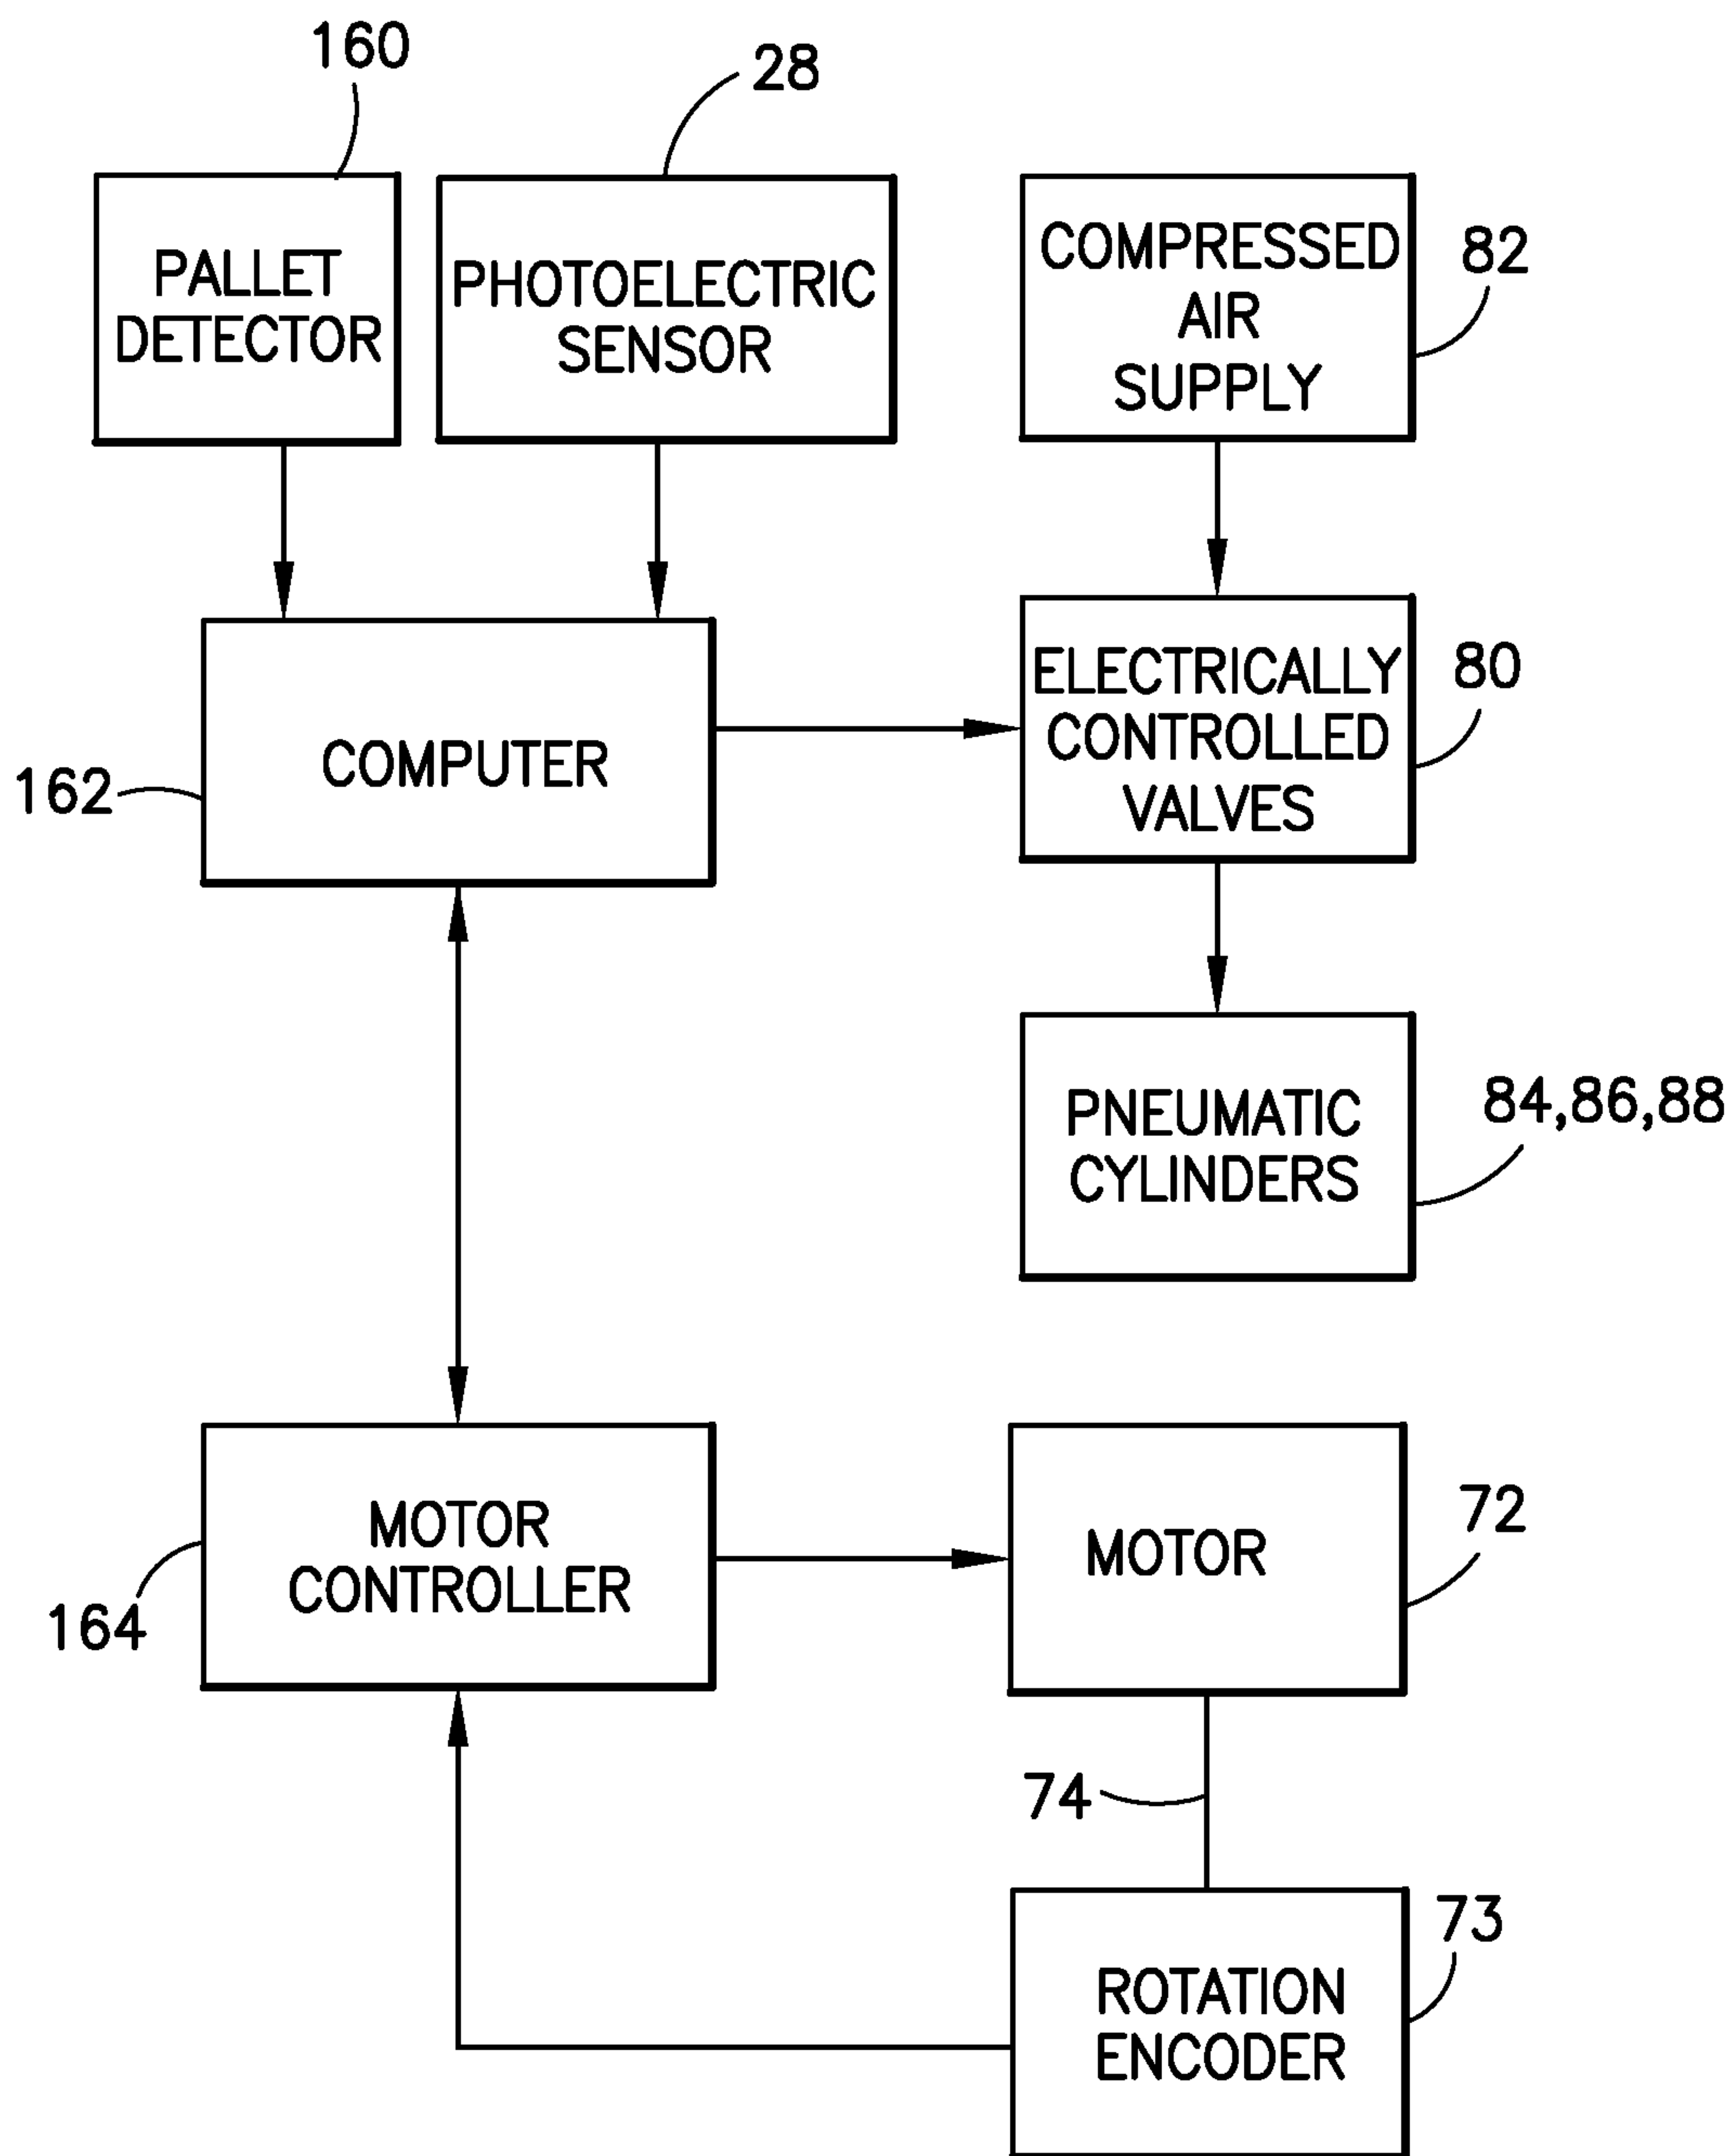 160
28
PALLET
DETECTOR
PHOTOELECTRIC
SENSOR
COMPRESSED
AIR
SUPPLY
82
COMPUTER
162
ELECTRICALLY
CONTROLLED
VALVES
80
PNEUMATIC
CYLINDERS
84,86,88
MOTOR
CONTROLLER
164
MOTOR
72
74
ROTATION
ENCODER
73